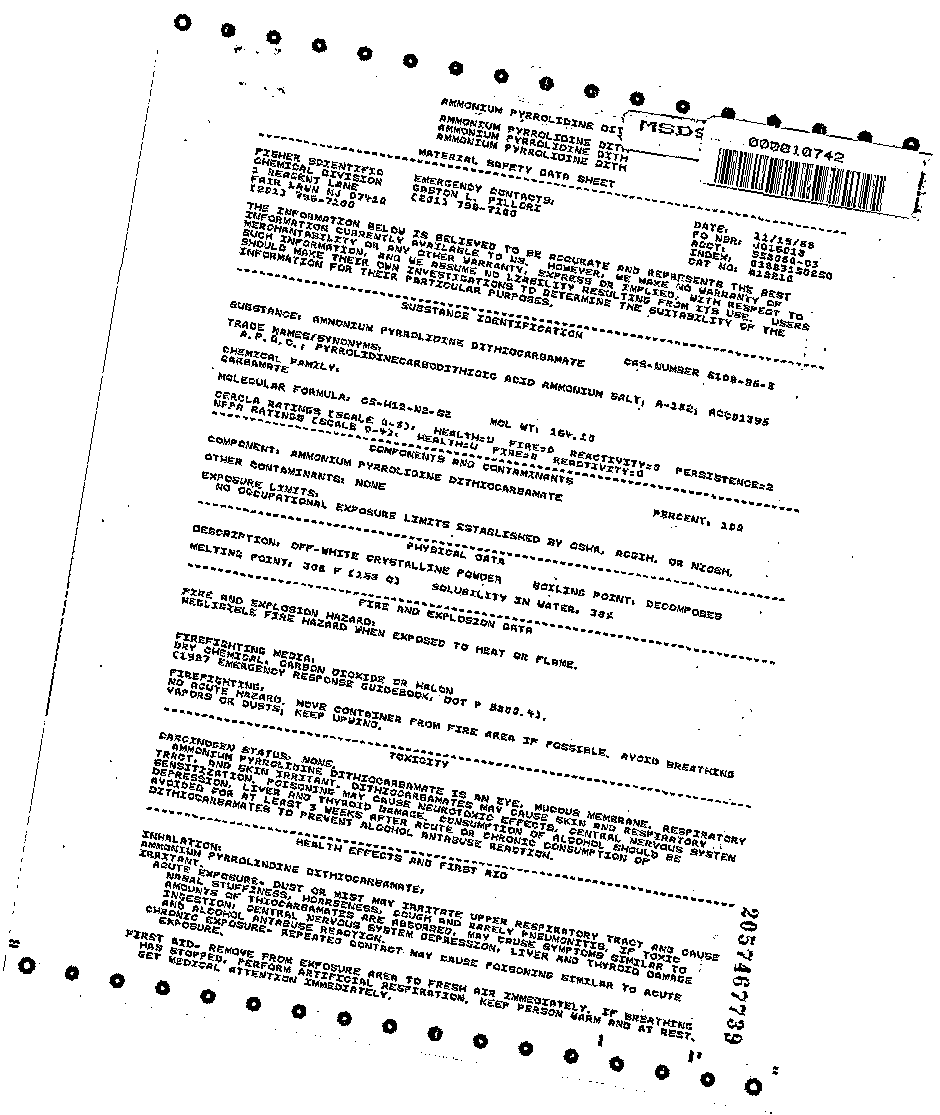 AMMONIUM PYRROLIDINE DIT
AMMONIUM PYRROLIDINE DITH
AMMONIUM PYRROLIDINE DITH
AMMONIUM PYRROLIDINE DITH
MSDS
000010742
MATERIAL SAFETY DATA SHEET
FISHER SCIENTIFIC
CHEMICAL DIVISION
1 REAGENT LANE
FAIR LAWN NJ 07410
(201) 796-7100
EMERGENCY CONTACTS:
GASTON L. PILLORI
(201) 796-7100
DATE:
PO NBR:
ACCT:
INDEX:
CAT NO:
THE INFORMATION BELOW IS BELIEVED TO BE ACCURATE AND REPRESENTS THE BEST
INFORMATION CURRENTLY AVAILABLE TO US. HOWEVER, WE MAKE NO WARRANTY OF
MERCHANTABILITY OR ANY OTHER WARRANTY, EXPRESS OR IMPLIED, WITH RESPECT TO
SUCH INFORMATION, AND WE ASSUME NO LIABILITY RESULTING FROM ITS USE. USERS
SHOULD MAKE THEIR OWN INVESTIGATIONS TO DETERMINE THE SUITABILITY OF THE
INFORMATION FOR THEIR PARTICULAR PURPOSES.
SUBSTANCE IDENTIFICATION
SUBSTANCE: AMMONIUM PYRROLIDINE DITHIOCARBAMATE CAS-NUMBER 5108-96-3
TRADE NAMES/SYNONYMS:
A.P.D.C.; PYRROLIDINECARBODITHIOIC ACID AMMONIUM SALT; A-182; ACC01395
CHEMICAL FAMILY:
CARBAMATE
MOLECULAR FORMULA: C5-H12-N2-S2 MOL WT: 164.28
CERCLA RATINGS (SCALE 0-3): HEALTH=U FIRE=0 REACTIVITY=0 PERSISTENCE=2
NFPA RATINGS (SCALE 0-4): HEALTH=U FIRE=0 REACTIVITY=0
COMPONENTS AND CONTAMINANTS
COMPONENT: AMMONIUM PYRROLIDINE DITHIOCARBAMATE PERCENT: 100
OTHER CONTAMINANTS: NONE
EXPOSURE LIMITS:
NO OCCUPATIONAL EXPOSURE LIMITS ESTABLISHED BY OSHA, ACGIH, OR NIOSH.
PHYSICAL DATA
DESCRIPTION: OFF-WHITE CRYSTALLINE POWDER BOILING POINT: DECOMPOSES
MELTING POINT: 308 F (153 C) SOLUBILITY IN WATER: 33%
FIRE AND EXPLOSION DATA
FIRE AND EXPLOSION HAZARD:
NEGLIGIBLE FIRE HAZARD WHEN EXPOSED TO HEAT OR FLAME.
FIREFIGHTING MEDIA:
DRY CHEMICAL, CARBON DIOXIDE OR HALON
(1987 EMERGENCY RESPONSE GUIDEBOOK, DOT P 5800.4).
FIREFIGHTING:
NO ACUTE HAZARD. MOVE CONTAINER FROM FIRE AREA IF POSSIBLE. AVOID BREATHING
VAPORS OR DUSTS; KEEP UPWIND.
TOXICITY
CARCINOGEN STATUS: NONE.
AMMONIUM PYRROLIDINE DITHIOCARBAMATE IS AN EYE, MUCOUS MEMBRANE, RESPIRATORY
TRACT, AND SKIN IRRITANT. DITHIOCARBAMATES MAY CAUSE SKIN AND RESPIRATORY
SENSITIZATION. POISONING MAY CAUSE NEUROTOXIC EFFECTS, CENTRAL NERVOUS SYSTEM
DEPRESSION, LIVER AND THYROID DAMAGE. CONSUMPTION OF ALCOHOL SHOULD BE
AVOIDED FOR AT LEAST 3 WEEKS AFTER ACUTE OR CHRONIC CONSUMPTION OF
DITHIOCARBAMATES TO PREVENT ALCOHOL ANTABUSE REACTION.
HEALTH EFFECTS AND FIRST AID
INHALATION:
AMMONIUM PYRROLINDINE DITHIOCARBAMATE:
IRRITANT.
ACUTE EXPOSURE- DUST OR MIST MAY IRRITATE UPPER RESPIRATORY TRACT AND CAUSE
NASAL STUFFINESS, HOARSENESS, COUGH AND RARELY PNEUMONITIS. IF TOXIC
AMOUNTS OF THIOCARBAMATES ARE ABSORBED, MAY CAUSE SYMPTOMS SIMILAR TO
INGESTION: CENTRAL NERVOUS SYSTEM DEPRESSION, LIVER AND THYROID DAMAGE
AND ALCOHOL ANTABUSE REACTION.
CHRONIC EXPOSURE- REPEATED CONTACT MAY CAUSE POISONING SIMILAR TO ACUTE
EXPOSURE.
FIRST AID- REMOVE FROM EXPOSURE AREA TO FRESH AIR IMMEDIATELY. IF BREATHING
HAS STOPPED, PERFORM ARTIFICIAL RESPIRATION. KEEP PERSON WARM AND AT REST.
GET MEDICAL ATTENTION IMMEDIATELY.
2057467739